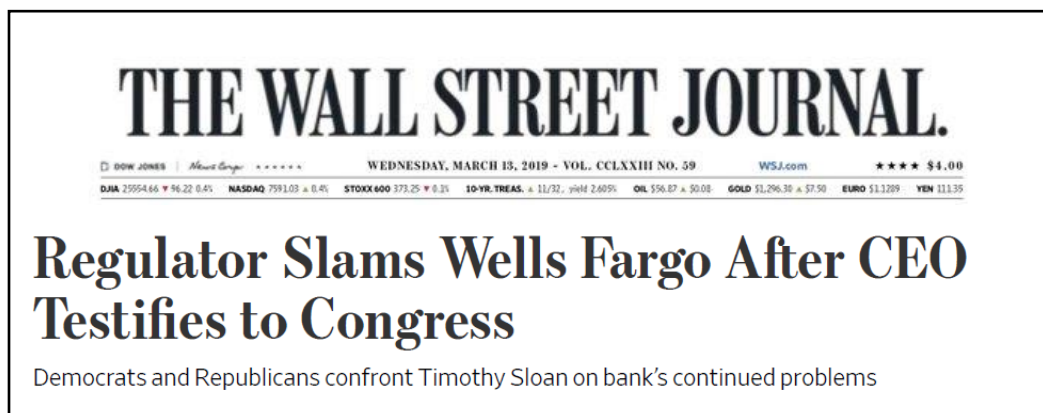 THE WALL STREET JOURNAL.
DOW JONES | News Corp ****** WEDNESDAY, MARCH 13, 2019 - VOL. CCLXXIII NO. 59 WSJ.com ★★★★ $4.00
DJIA 25554.66 ▼ 96.22 0.4% NASDAQ 7591.03 ▲ 0.4% STOXX 600 373.25 ▼ 0.1% 10-YR. TREAS. ▲ 11/32, yield 2.605% OIL $56.87 ▲ $0.08 GOLD $1,296.30 ▲ $7.50 EURO $1.1289 YEN 111.35
Regulator Slams Wells Fargo After CEO
Testifies to Congress
Democrats and Republicans confront Timothy Sloan on bank’s continued problems